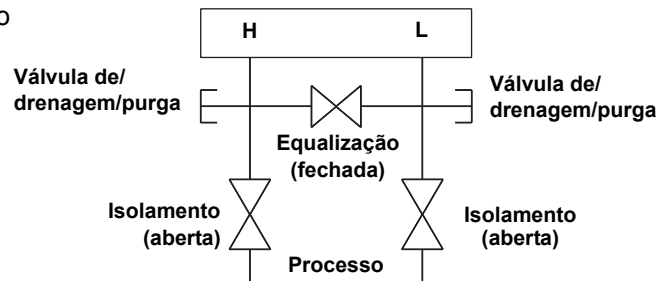 H L
Válvula de/
drenagem/purga
Válvula de/
drenagem/purga
Equalização
(fechada)
Isolamento
(aberta)
Isolamento
(aberta)
Processo